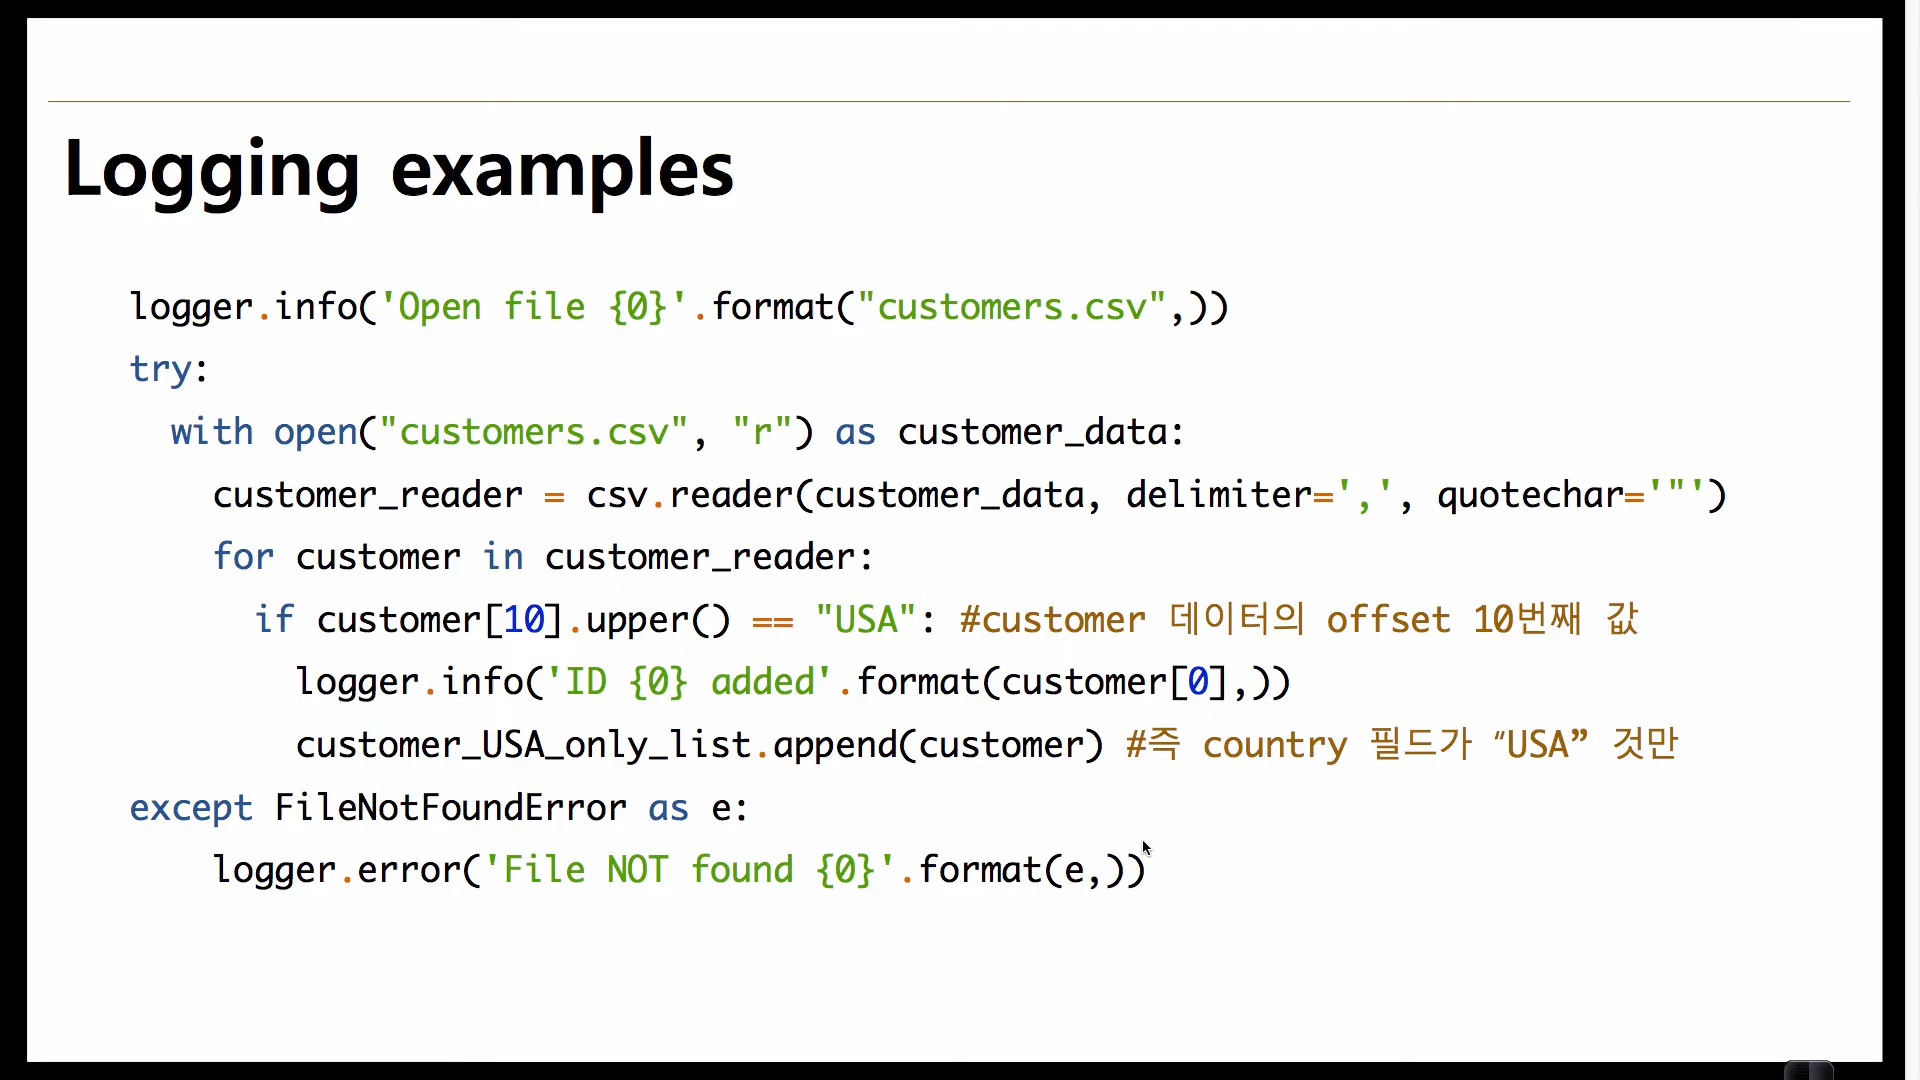 Logging examples
logger.info('Open file {0}'.format("customers.csv",))
try:
with open("customers.csv", "r") as customer_data:
customer_reader = csv.reader(customer_data, delimiter=',', quotechar='"')
for customer in customer_reader:
if customer[10].upper() == "USA": #customer 데이터의 offset 10번째 값
logger.info('ID {0} added'.format(customer[0],))
customer_USA_only_list.append(customer) #즉 country 필드가 “USA” 것만
except FileNotFoundError as e:
logger.error('File NOT found {0}'.format(e,))